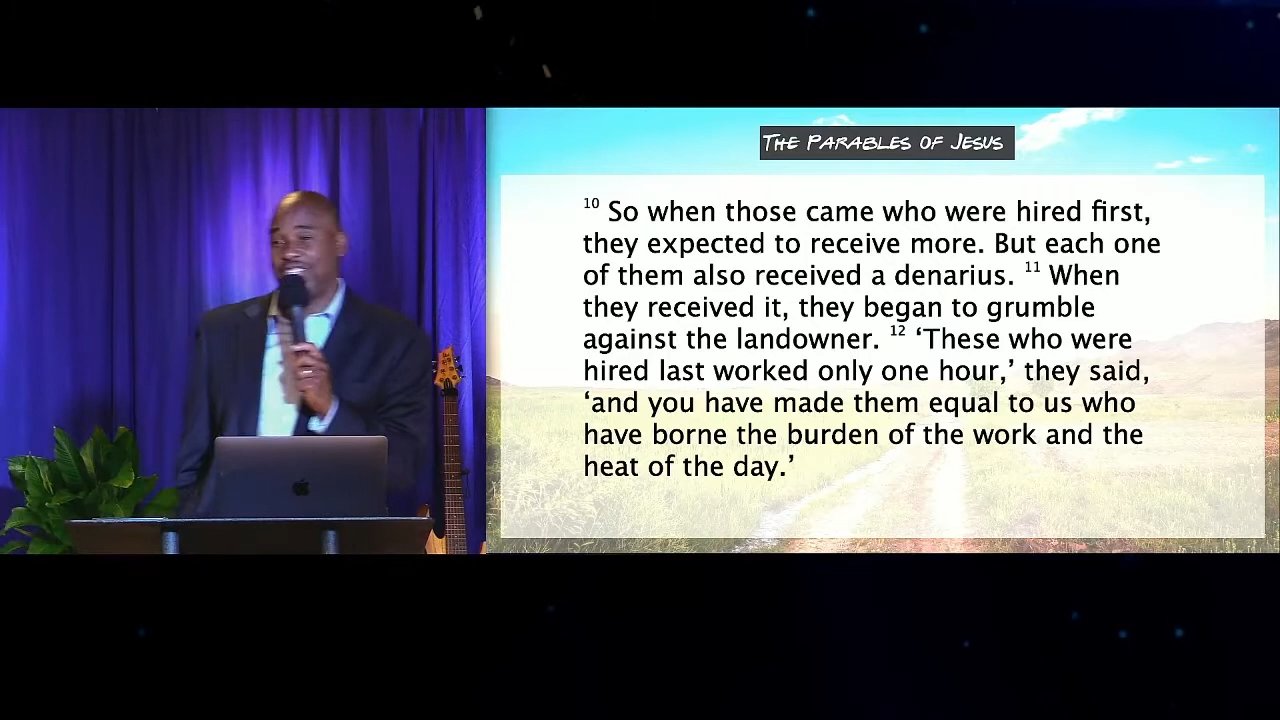 THE PARABLES OF JESUS
10 So when those came who were hired first,
they expected to receive more. But each one
of them also received a denarius. 11 When
they received it, they began to grumble
against the landowner. 12 ‘These who were
hired last worked only one hour,’ they said,
‘and you have made them equal to us who
have borne the burden of the work and the
heat of the day.’